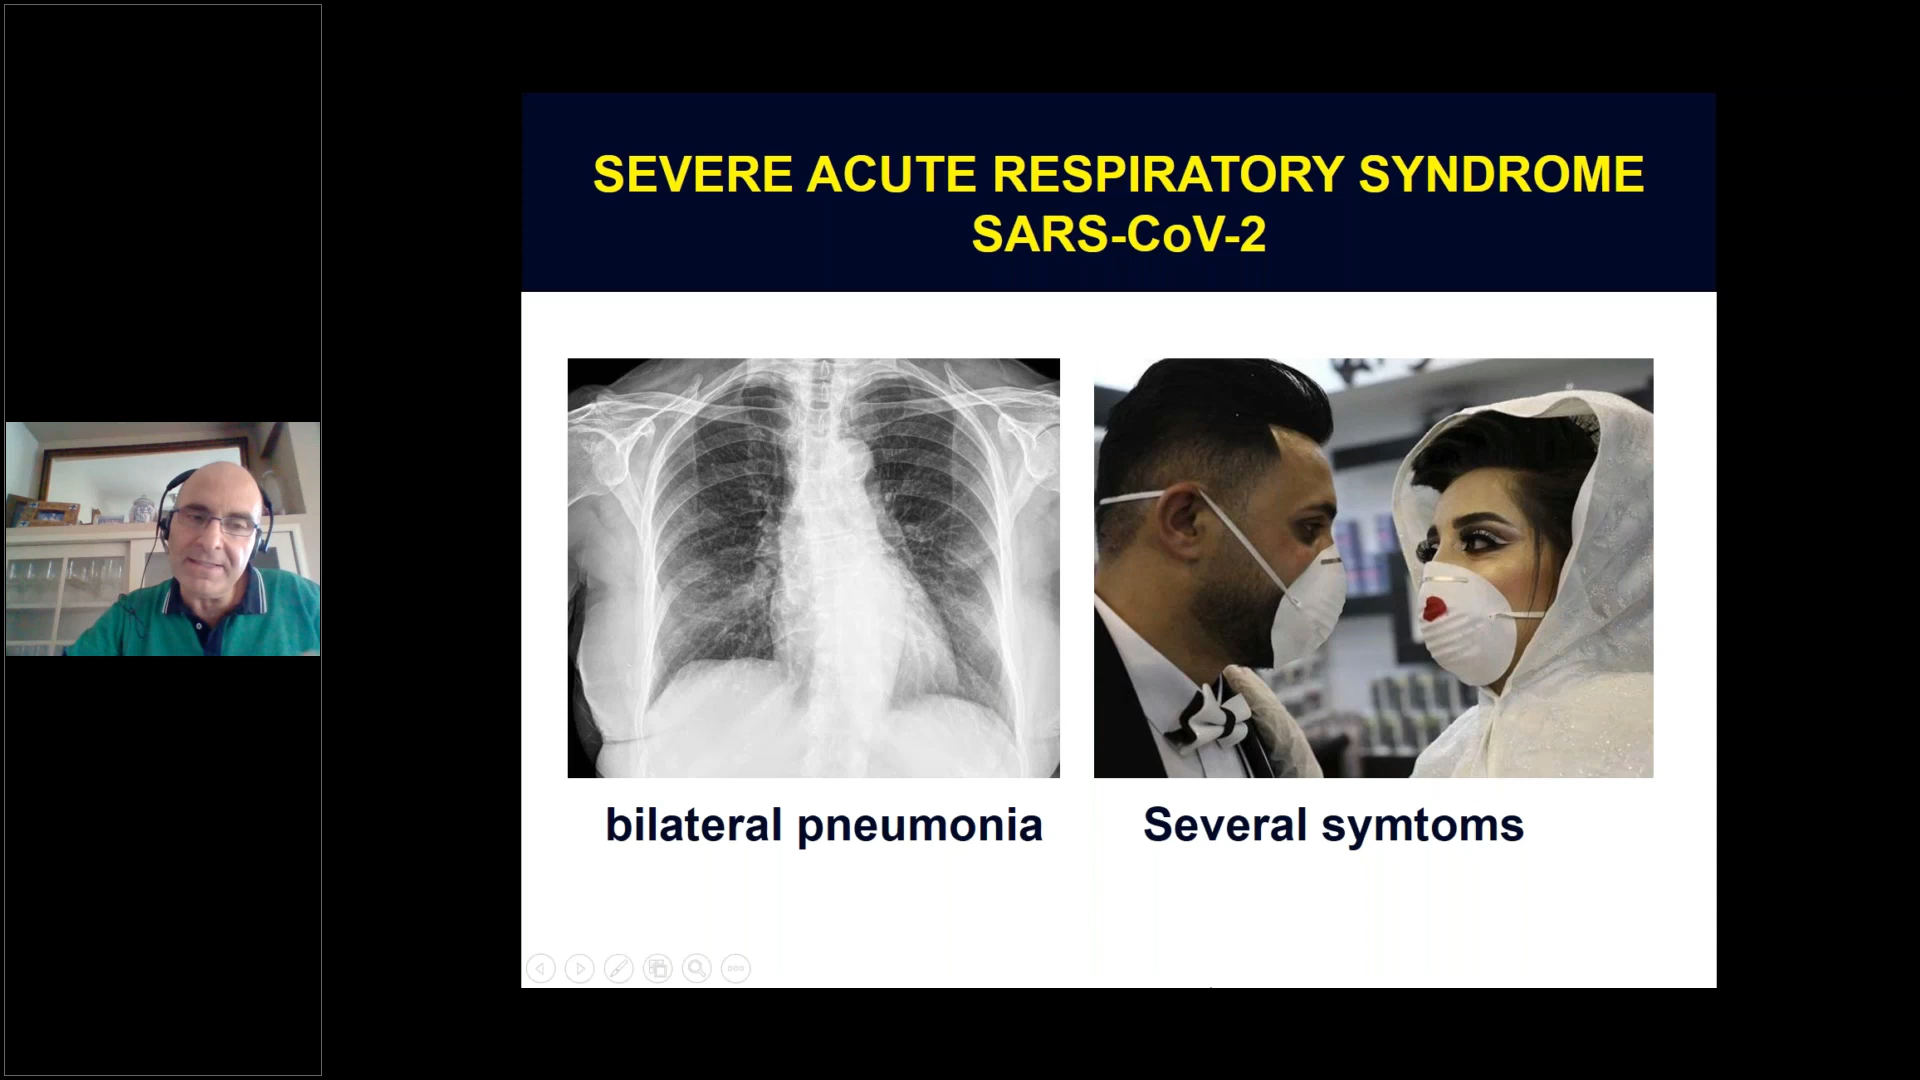 SEVERE ACUTE RESPIRATORY SYNDROME
SARS-CoV-2
bilateral pneumonia
Several symtoms